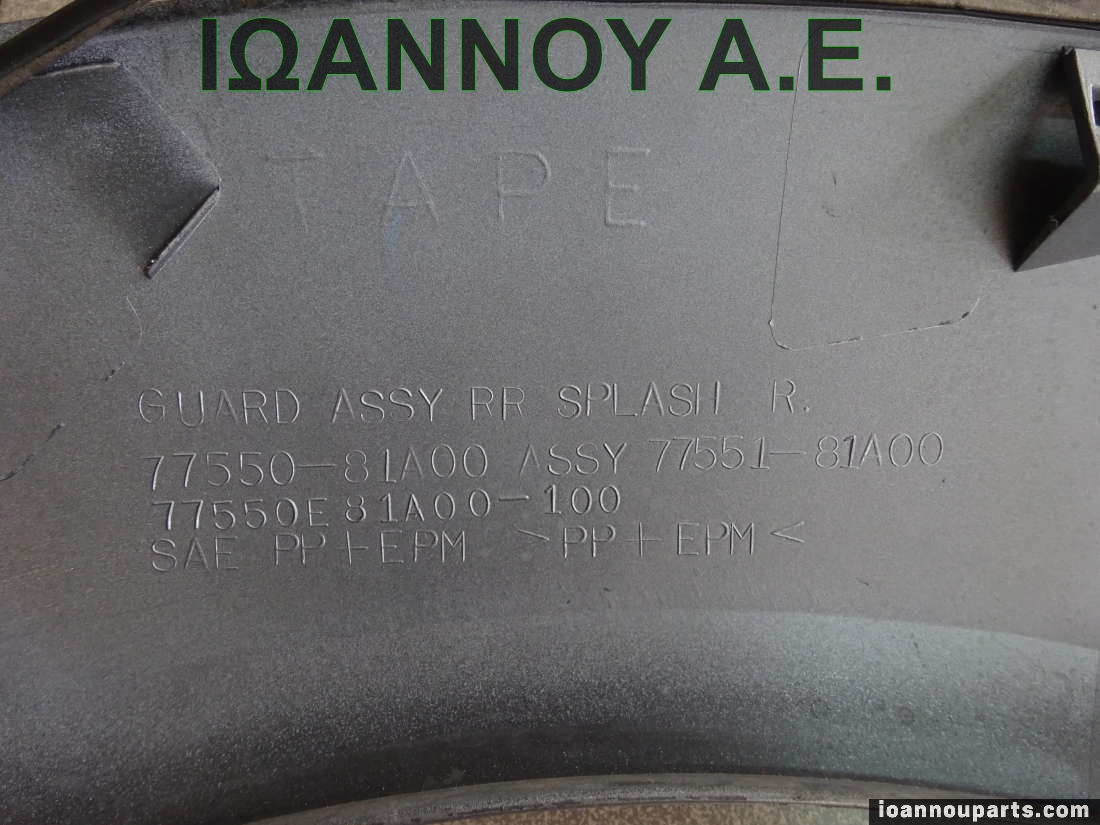 ΙΩΑΝΝΟΥ Α.Ε.
TAPE
GUARD ASSY RR SPLASH R.
77550-81A00 ASSY 77551-81A00
77550E81A00-100
SAE PP+EPM >PP+EPM<
ioannouparts.com